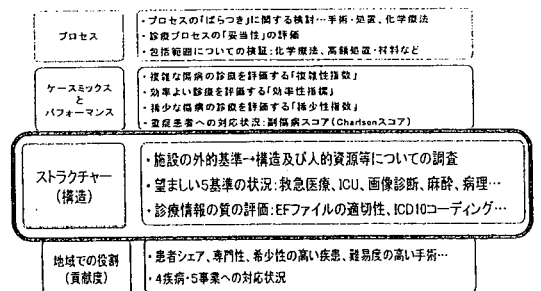 プロセス
・プロセスの「ばらつき」に関する検討…手術・処置、化学療法
・診療プロセスの「妥当性」の評価
・包括範囲についての検証：化学療法、高額処置・材料など
ケースミックス
と
パフォーマンス
・複雑な傷病の診療を評価する「複雑性指数」
・効率よい診療を評価する「効率性指標」
・稀少な傷病の診療を評価する「稀少性指数」
・重症患者への対応状況：副傷病スコア(Charlsonスコア)
ストラクチャー
（構造）
・施設の外的基準→構造及び人的資源等についての調査
・望ましい5基準の状況：救急医療、ICU、画像診断、麻酔、病理…
・診療情報の質の評価：EFファイルの適切性、ICD10コーディング…
地域での役割
（貢献度）
・患者シェア、専門性、希少性の高い疾患、難易度の高い手術…
・4疾病・5事業への対応状況